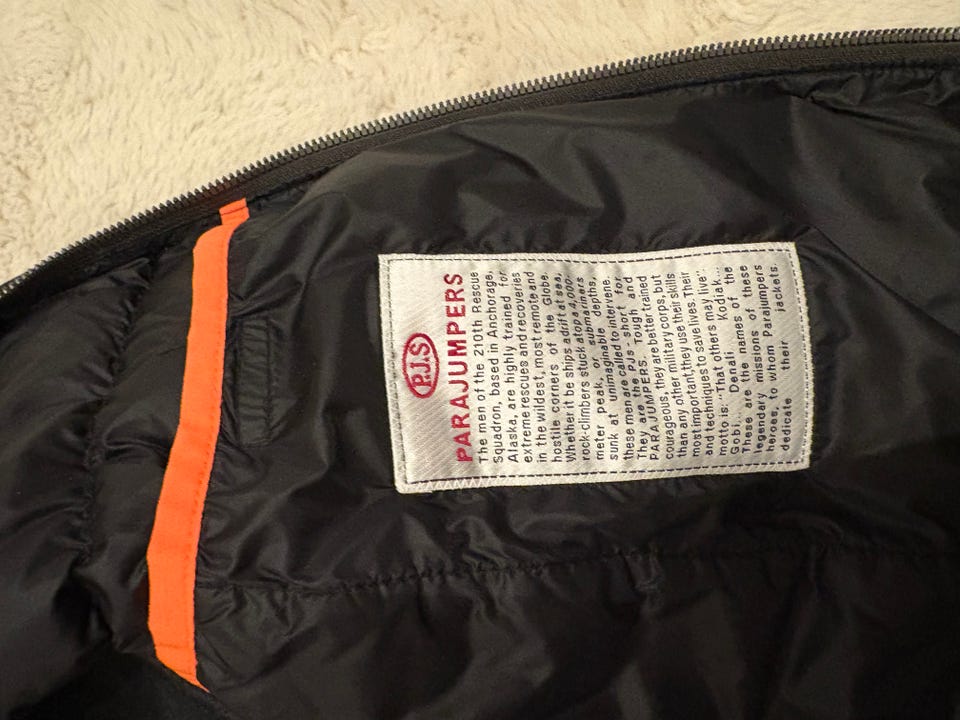 P.J.S
PARAJUMPERS
The men of the 210th Rescue
Squadron, based in Anchorage,
Alaska, are highly trained for
extreme rescues and recoveries
in the wildest, most remote and
hostile corners of the Globe.
Whether it be ships adrift at sea,
rock-climbers stuck atop a 4,000-
meter peak, or submariners
sunk at unimaginable depths,
these men are called to intervene.
They are the PJs - short for
PARAJUMPERS. Tough and
courageous, they are better trained
than any other military corps, but
most important, they use their skills
and techniques to save lives. Their
motto is: "That others may live".
Gobi, Denali, Kodiak...
These are the names of the
legendary missions of these
heroes, to whom Parajumpers
dedicate their jackets.